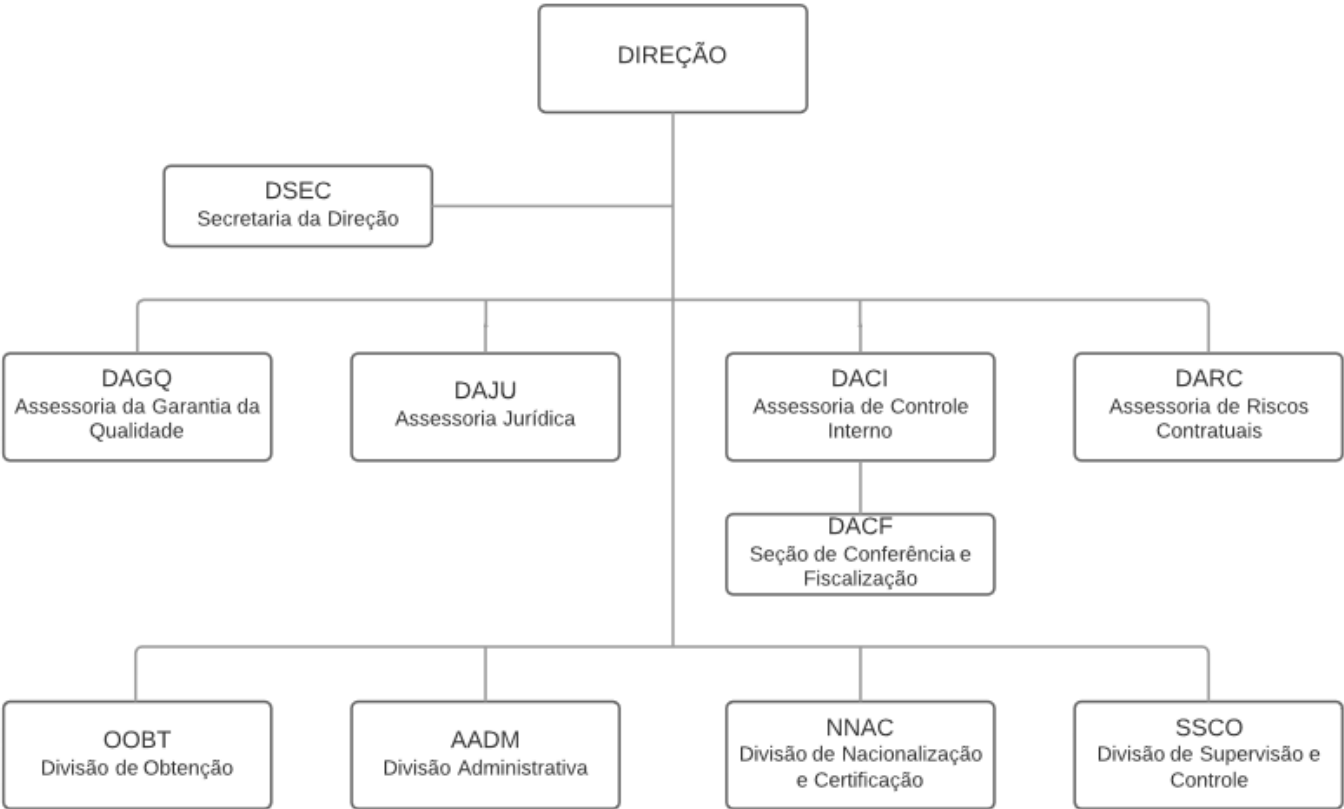 DIREÇÃO
DSEC
Secretaria da Direção
DAGQ
Assessoria da Garantia da
Qualidade
DAJU
Assessoria Jurídica
DACI
Assessoria de Controle
Interno
DARC
Assessoria de Riscos
Contratuais
DACF
Seção de Conferência e
Fiscalização
OOBT
Divisão de Obtenção
AADM
Divisão Administrativa
NNAC
Divisão de Nacionalização
e Certificação
SSCO
Divisão de Supervisão e
Controle